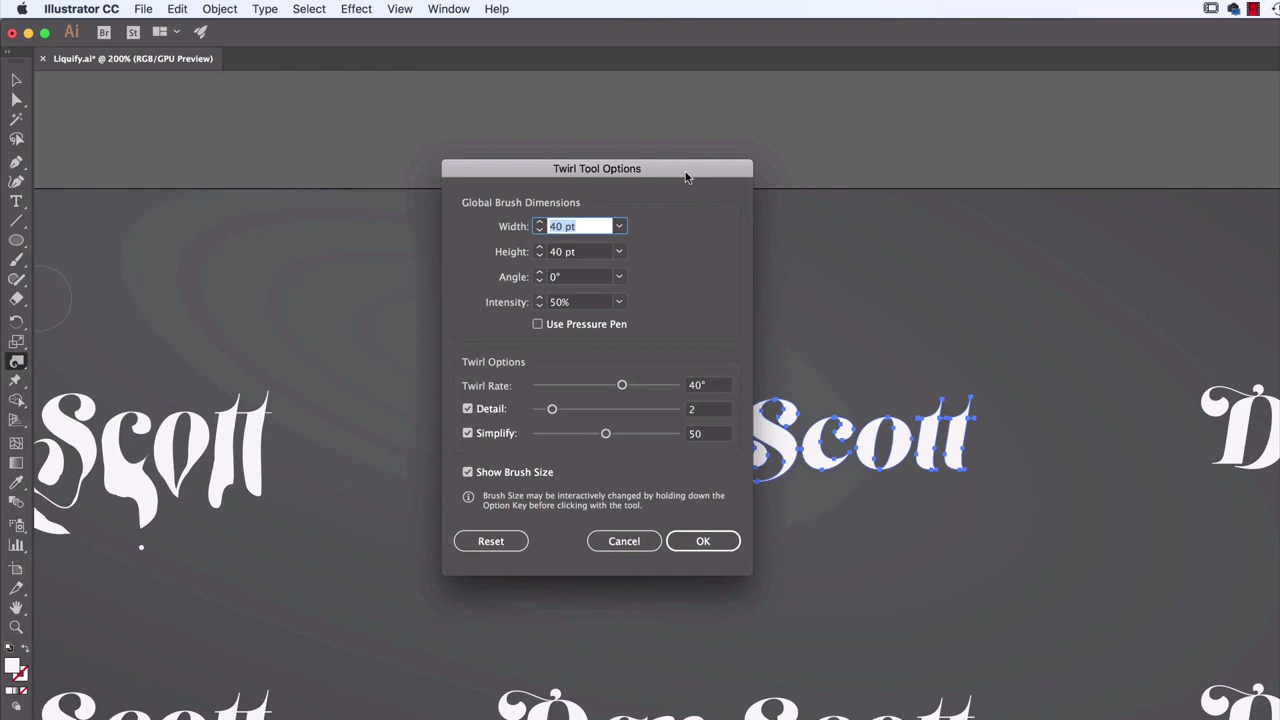 Illustrator CC File Edit Object Type Select Effect View Window Help
Ai Br St
× Liquify.ai* @ 200% (RGB/GPU Preview)
Twirl Tool Options
Global Brush Dimensions
Width: 40 pt
Height: 40 pt
Angle: 0°
Intensity: 50%
Use Pressure Pen
Twirl Options
Twirl Rate: 40°
Detail: 2
Simplify: 50
Show Brush Size
Brush Size may be interactively changed by holding down the
Option Key before clicking with the tool.
Reset Cancel OK
Scott Scott D
Scott Don Scott D